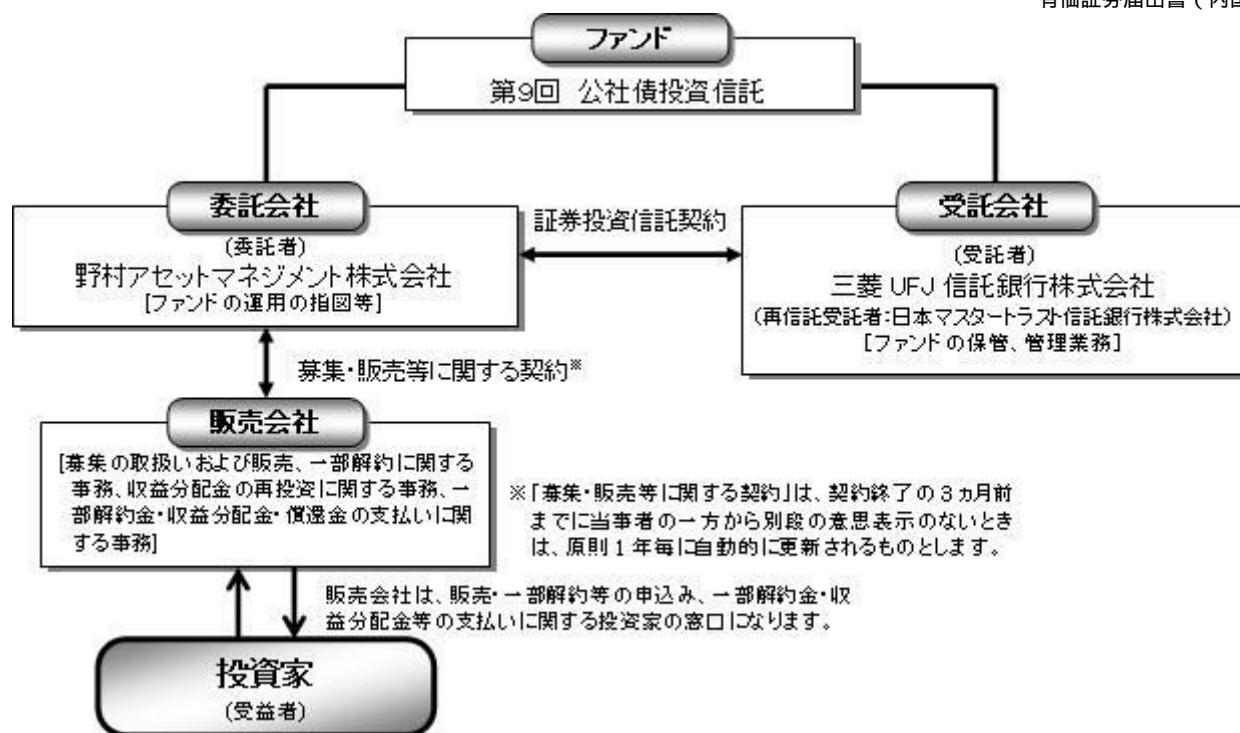 有価証券届出書（内国
ファンド
第9回 公社債投資信託
委託会社
(委託者)
野村アセットマネジメント株式会社
[ファンドの運用の指図等]
証券投資信託契約
受託会社
(受託者)
三菱 UFJ 信託銀行株式会社
(再信託受託者:日本マスタートラスト信託銀行株式会社)
[ファンドの保管、管理業務]
募集・販売等に関する契約※
販売会社
[募集の取扱いおよび販売、一部解約に関する
事務、収益分配金の再投資に関する事務、一
部解約金・収益分配金・償還金の支払いに関
する事務]
※「募集・販売等に関する契約」は、契約終了の3ヵ月前
までに当事者の一方から別段の意思表示のないとき
は、原則1年毎に自動的に更新されるものとします。
販売会社は、販売・一部解約等の申込み、一部解約金・収
益分配金等の支払いに関する投資家の窓口になります。
投資家
(受益者)